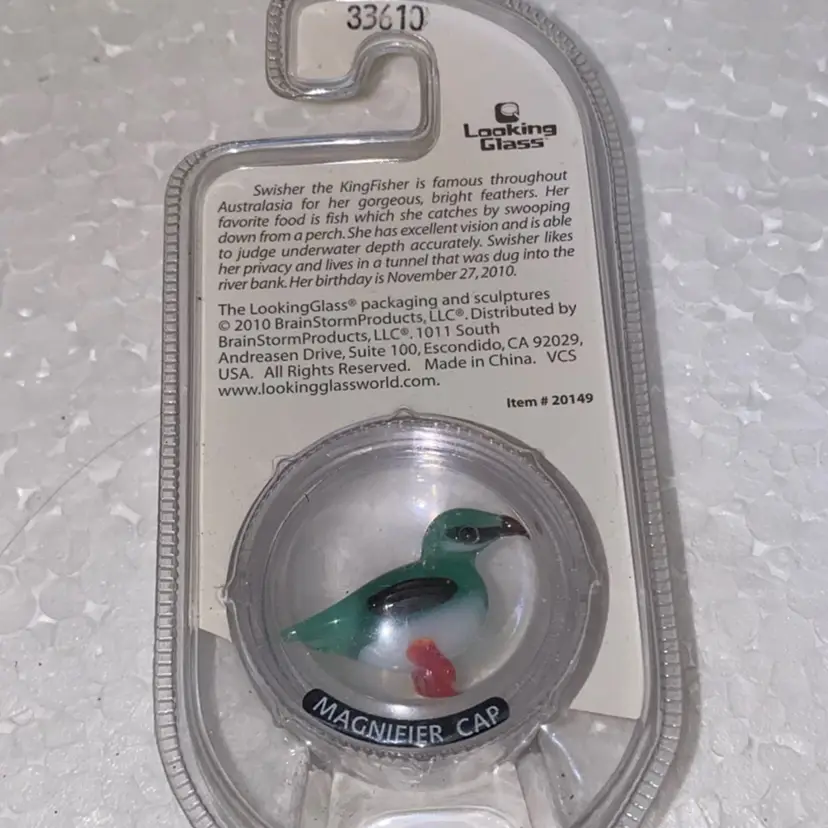 33610
Looking
Glass
Swisher the KingFisher is famous throughout
Australasia for her gorgeous, bright feathers. Her
favorite food is fish which she catches by swooping
down from a perch. She has excellent vision and is able
to judge underwater depth accurately. Swisher likes
her privacy and lives in a tunnel that was dug into the
river bank. Her birthday is November 27, 2010.
The LookingGlass® packaging and sculptures
© 2010 BrainStormProducts, LLC®. Distributed by
BrainStormProducts, LLC®. 1011 South
Andreasen Drive, Suite 100, Escondido, CA 92029,
USA. All Rights Reserved. Made in China. VCS
www.lookingglassworld.com.
Item # 20149
MAGNIFIER CAP